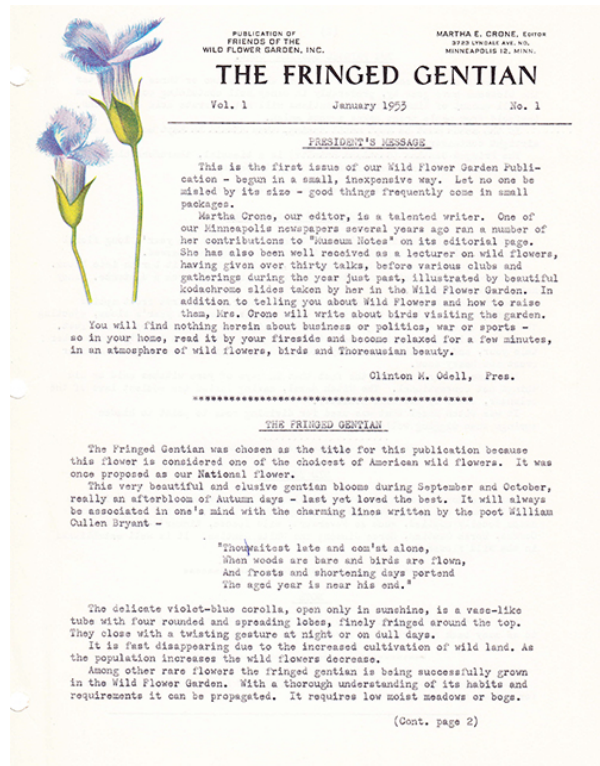 PUBLICATION OF
FRIENDS OF THE
WILD FLOWER GARDEN, INC.
MARTHA E. CRONE, EDITOR
3723 LYNDALE AVE. NO.
MINNEAPOLIS 12, MINN.
THE FRINGED GENTIAN
Vol. 1 January 1953 No. 1
PRESIDENT'S MESSAGE
This is the first issue of our Wild Flower Garden Publi-
cation - begun in a small, inexpensive way. Let no one be
misled by its size - good things frequently come in small
packages.
Martha Crone, our editor, is a talented writer. One of
our Minneapolis newspapers several years ago ran a number of
her contributions to "Museum Notes" on its editorial page.
She has also been well received as a lecturer on wild flowers,
having given over thirty talks, before various clubs and
gatherings during the year just past, illustrated by beautiful
kodachrome slides taken by her in the Wild Flower Garden. In
addition to telling you about Wild Flowers and how to raise
them, Mrs. Crone will write about birds visiting the garden.
You will find nothing herein about business or politics, war or sports -
so in your home, read it by your fireside and become relaxed for a few minutes,
in an atmosphere of wild flowers, birds and Thoreausian beauty.
Clinton M. Odell, Pres.
THE FRINGED GENTIAN
The Fringed Gentian was chosen as the title for this publication because
this flower is considered one of the choicest of American wild flowers. It was
once proposed as our National flower.
This very beautiful and elusive gentian blooms during September and October,
really an afterbloom of Autumn days - last yet loved the best. It will always
be associated in one's mind with the charming lines written by the poet William
Cullen Bryant -
"Thou waitest late and com'st alone,
When woods are bare and birds are flown,
And frosts and shortening days portend
The aged year is near his end."
The delicate violet-blue corolla, open only in sunshine, is a vase-like
tube with four rounded and spreading lobes, finely fringed around the top.
They close with a twisting gesture at night or on dull days.
It is fast disappearing due to the increased cultivation of wild land. As
the population increases the wild flowers decrease.
Among other rare flowers the fringed gentian is being successfully grown
in the Wild Flower Garden. With a thorough understanding of its habits and
requirements it can be propagated. It requires low moist meadows or bogs.
(Cont. page 2)